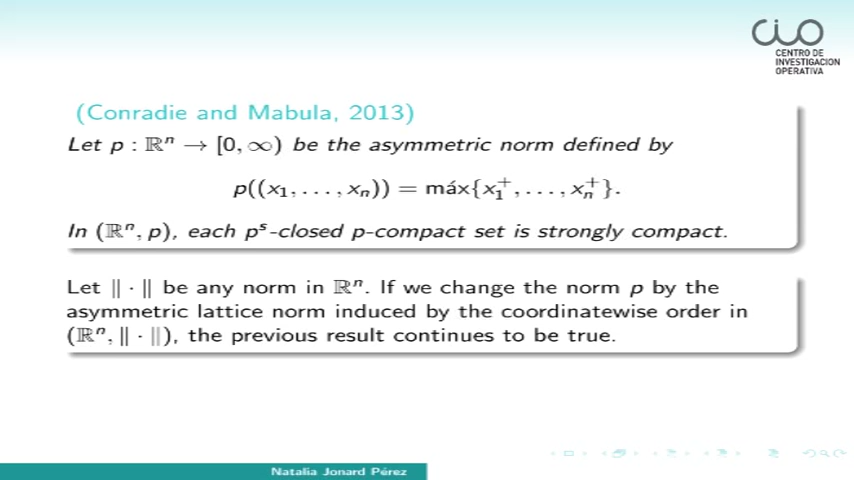 CIO
CENTRO DE
INVESTIGACION
OPERATIVA
(Conradie and Mabula, 2013)
Let p : ℝⁿ → [0, ∞) be the asymmetric norm defined by
p((x₁, . . . , xₙ)) = máx{x₁⁺, . . . , xₙ⁺}.
In (ℝⁿ, p), each pˢ-closed p-compact set is strongly compact.
Let ‖ · ‖ be any norm in ℝⁿ. If we change the norm p by the
asymmetric lattice norm induced by the coordinatewise order in
(ℝⁿ, ‖ · ‖), the previous result continues to be true.
Natalia Jonard Pérez